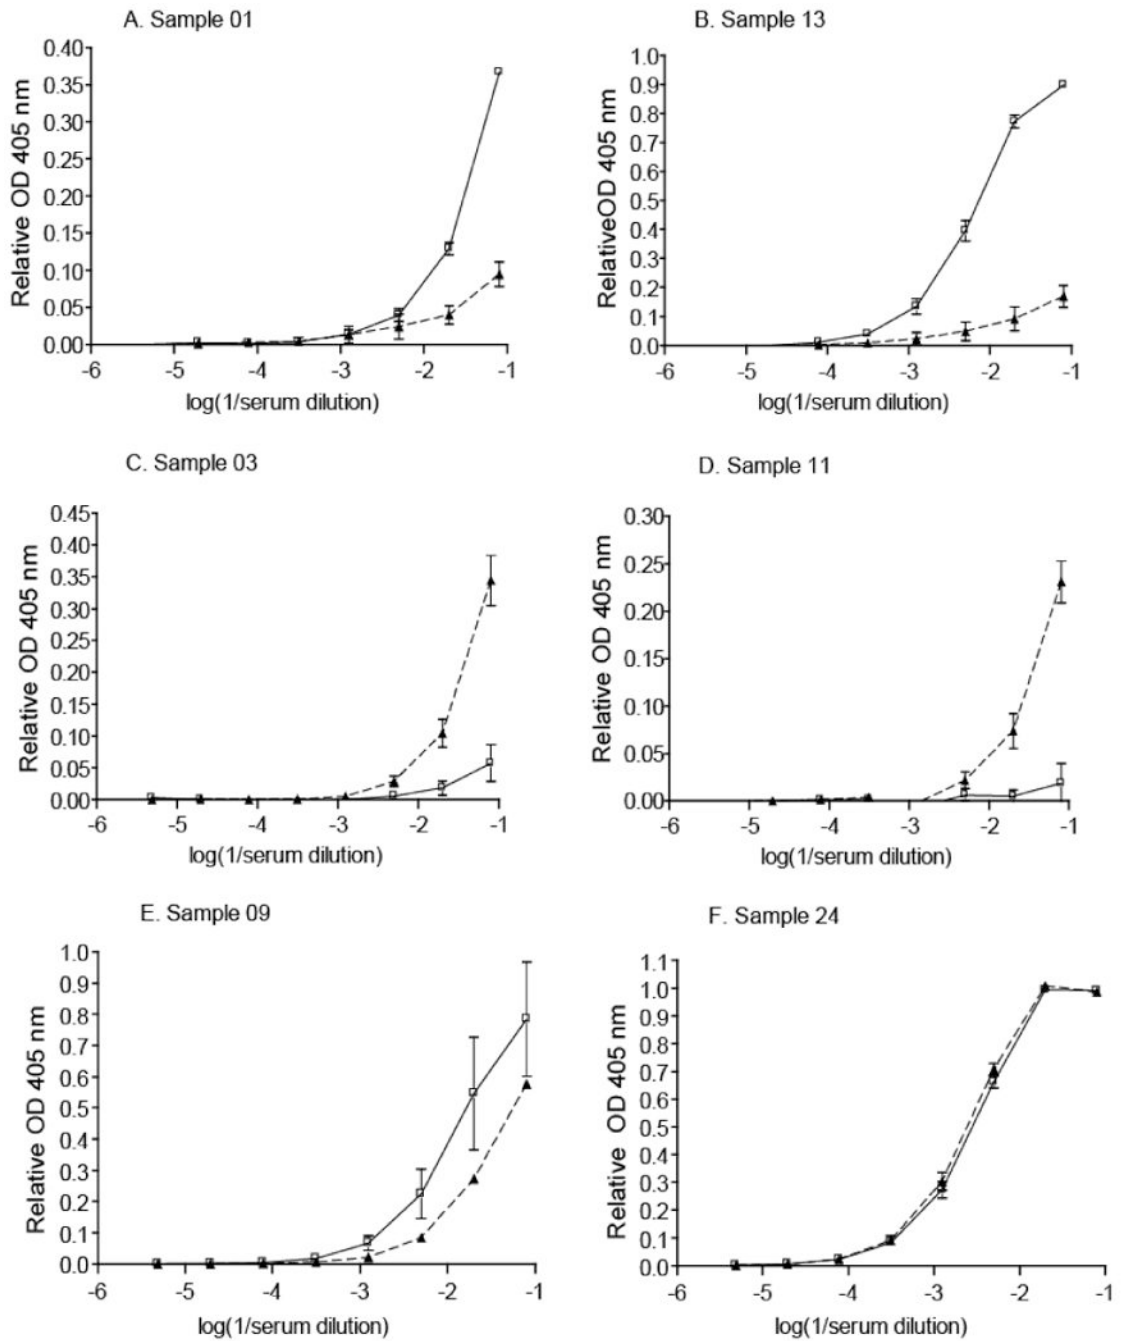 A. Sample 01
Relative OD 405 nm
0.40
0.35
0.30
0.25
0.20
0.15
0.10
0.05
0.00
-6 -5 -4 -3 -2 -1
log(1/serum dilution)
B. Sample 13
RelativeOD 405 nm
1.0
0.9
0.8
0.7
0.6
0.5
0.4
0.3
0.2
0.1
0.0
-6 -5 -4 -3 -2 -1
log(1/serum dilution)
C. Sample 03
Relative OD 405 nm
0.45
0.40
0.35
0.30
0.25
0.20
0.15
0.10
0.05
0.00
-6 -5 -4 -3 -2 -1
log(1/serum dilution)
D. Sample 11
Relative OD 405 nm
0.30
0.25
0.20
0.15
0.10
0.05
0.00
-6 -5 -4 -3 -2 -1
log(1/serum dilution)
E. Sample 09
Relative OD 405 nm
1.0
0.9
0.8
0.7
0.6
0.5
0.4
0.3
0.2
0.1
0.0
-6 -5 -4 -3 -2 -1
log(1/serum dilution)
F. Sample 24
Relative OD 405 nm
1.1
1.0
0.9
0.8
0.7
0.6
0.5
0.4
0.3
0.2
0.1
0.0
-6 -5 -4 -3 -2 -1
log(1/serum dilution)